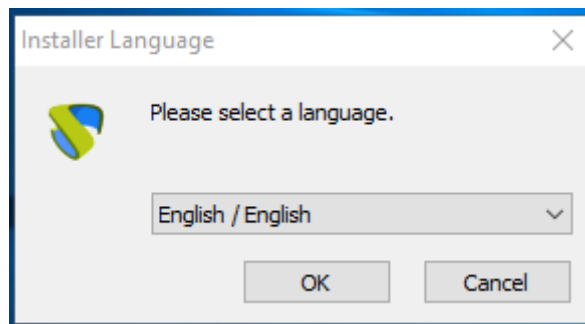 Installer Language
Please select a language.
English / English
OK
Cancel